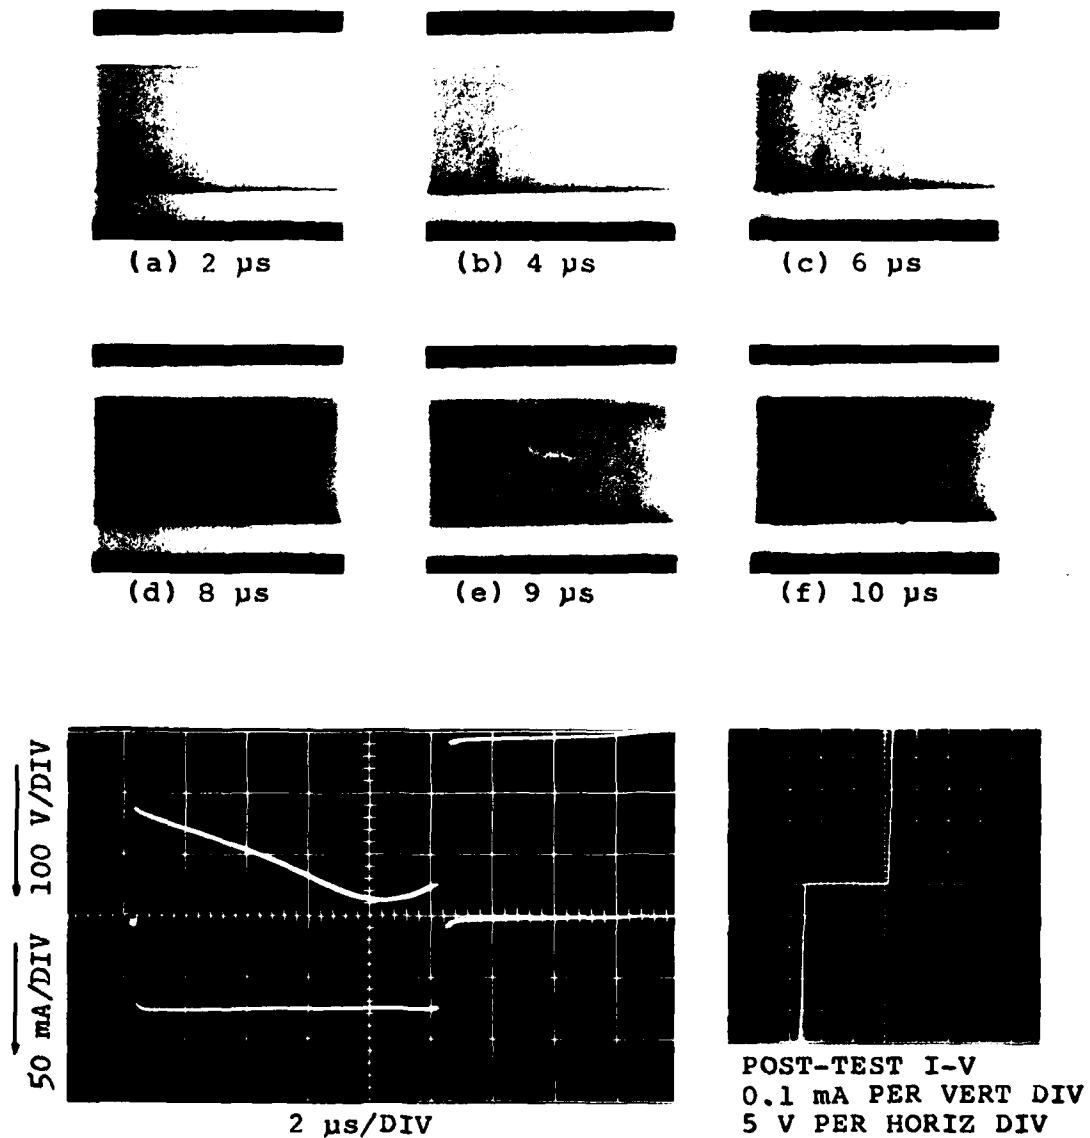 (a) 2 µs
(b) 4 µs
(c) 6 µs
(d) 8 µs
(e) 9 µs
(f) 10 µs
100 V/DIV
50 mA/DIV
2 µs/DIV
POST-TEST I-V
0.1 mA PER VERT DIV
5 V PER HORIZ DIV